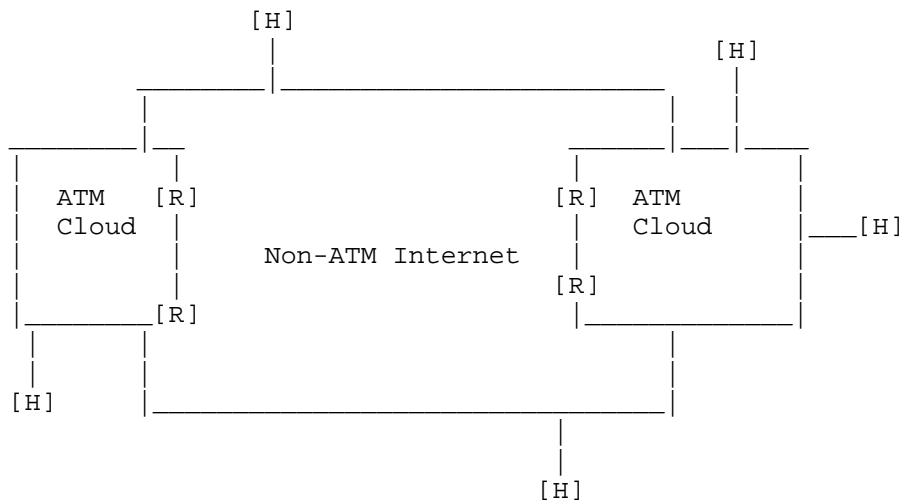 [H]
[H]
ATM [R] [R] ATM
Cloud Cloud
[H]
Non-ATM Internet
[R]
[R]
[H]
[H]